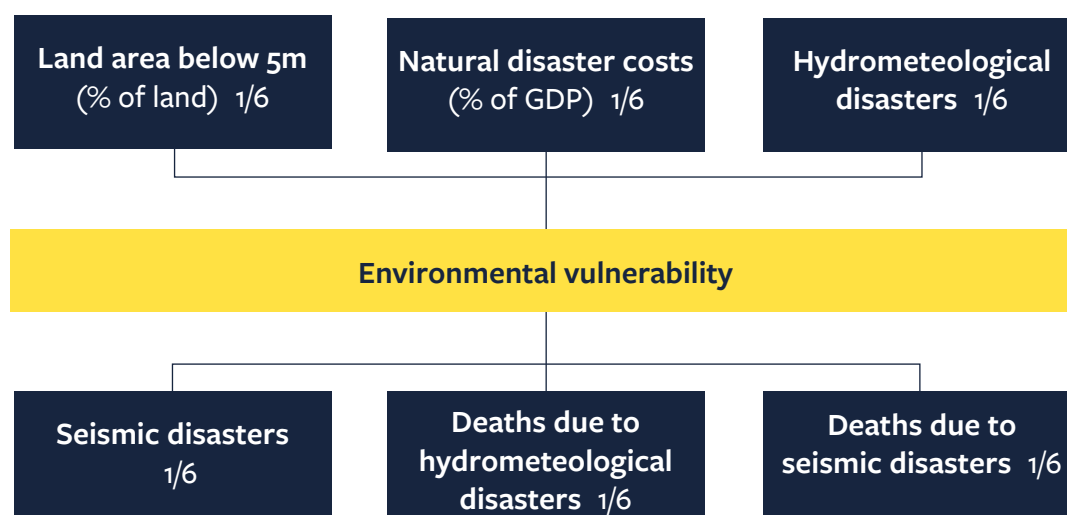 Land area below 5m
(% of land) 1/6
Natural disaster costs
(% of GDP) 1/6
Hydrometeological
disasters 1/6
Environmental vulnerability
Seismic disasters
1/6
Deaths due to
hydrometeological
disasters 1/6
Deaths due to
seismic disasters 1/6